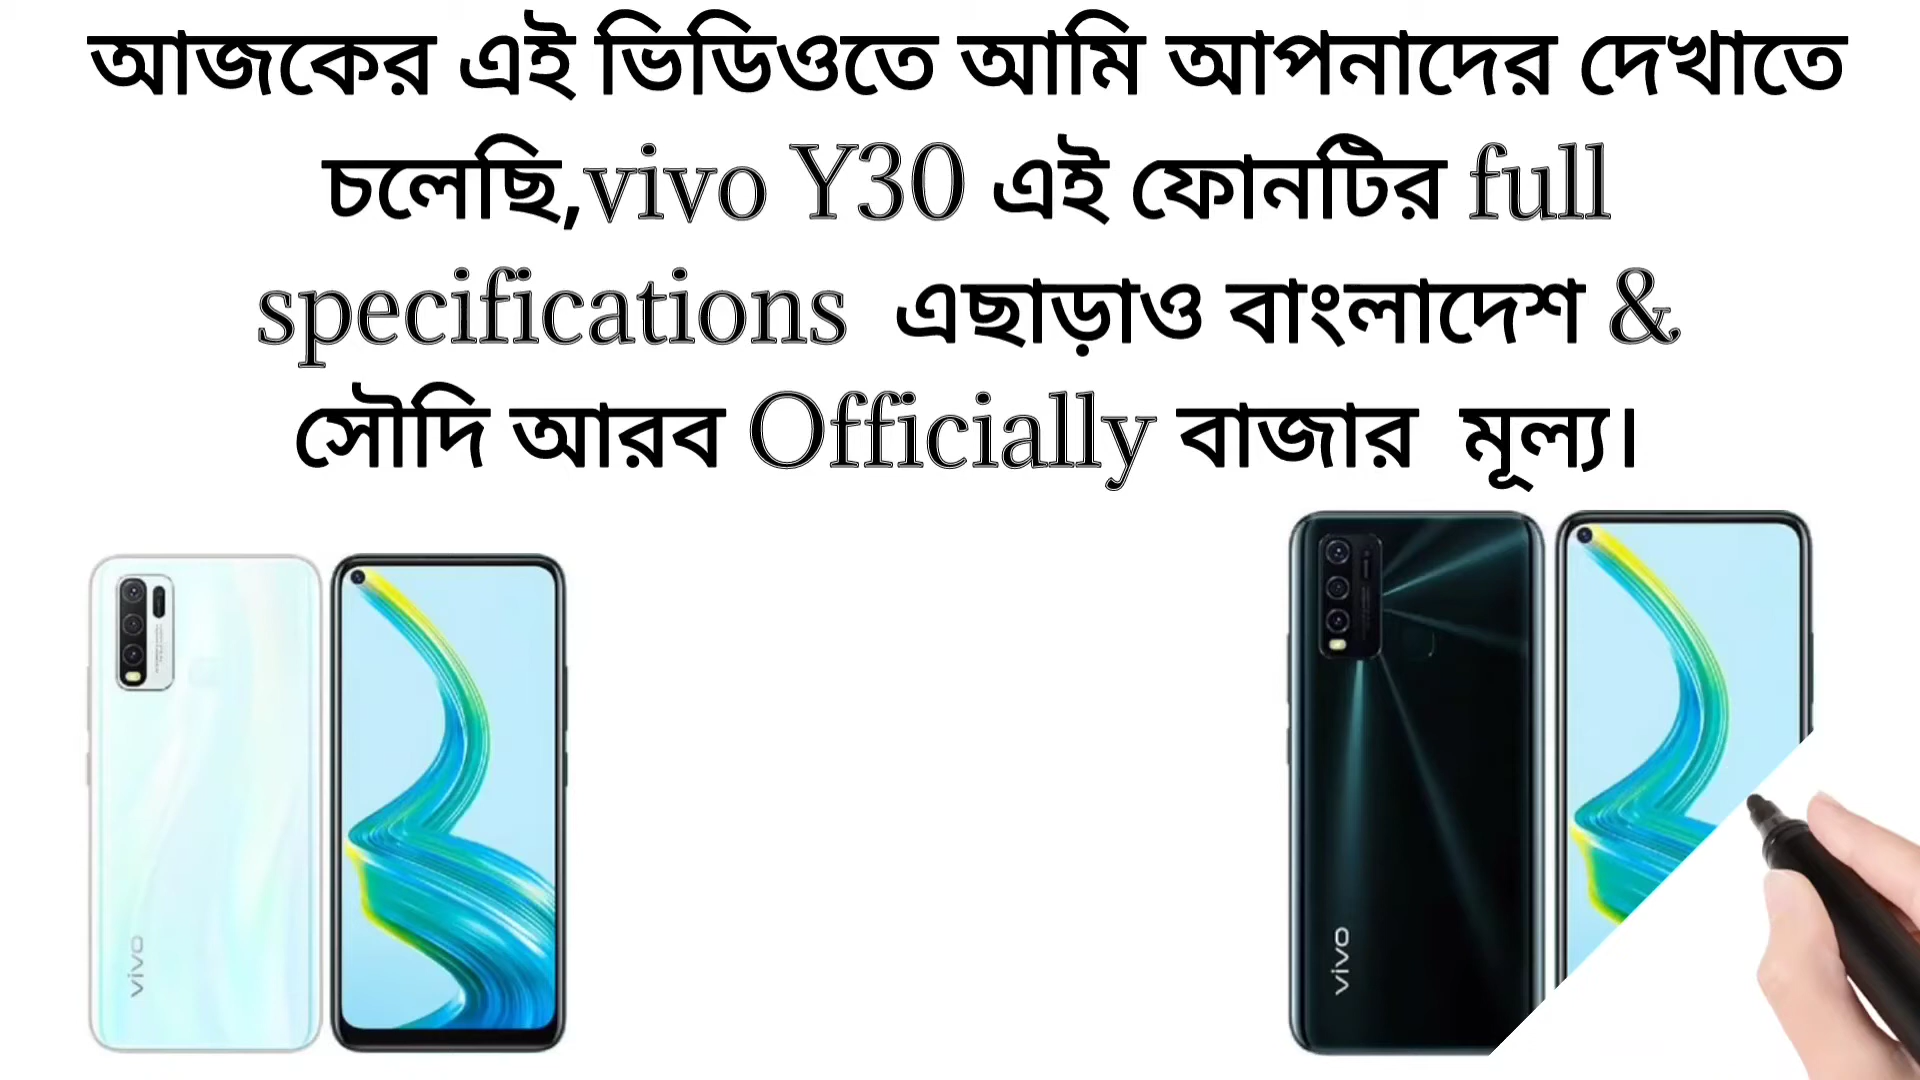 আজকের এই ভিডিওতে আমি আপনাদের দেখাতে
চলেছি,vivo Y30 এই ফোনটির full
specifications এছাড়াও বাংলাদেশ &
সৌদি আরব Officially বাজার মূল্য।
vivo
vivo